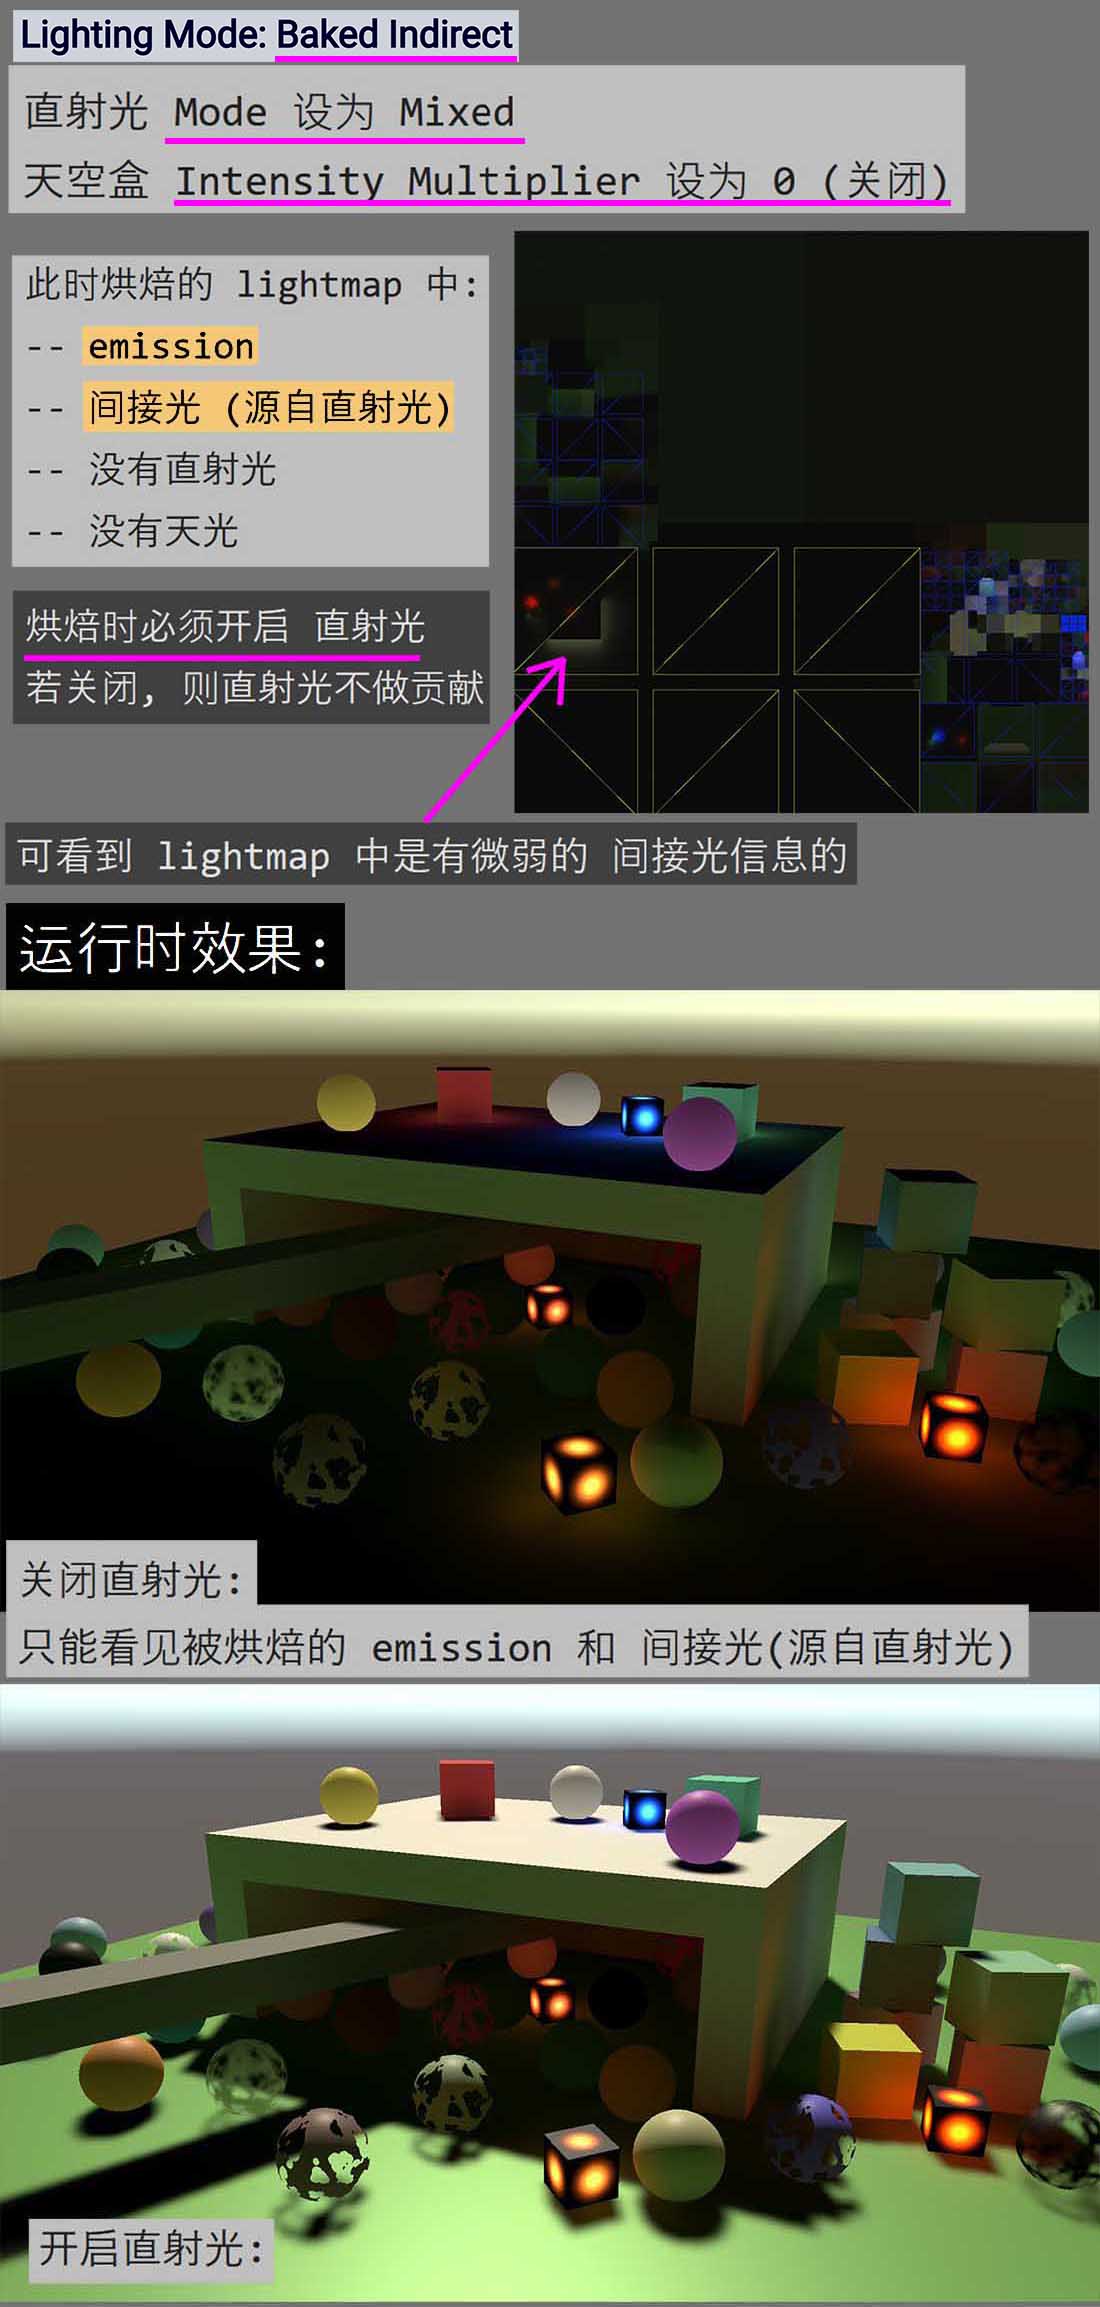 Lighting Mode: Baked Indirect
直射光 Mode 设为 Mixed
天空盒 Intensity Multiplier 设为 0 (关闭)
此时烘焙的 lightmap 中:
-- emission
-- 间接光 (源自直射光)
-- 没有直射光
-- 没有天光
烘焙时必须开启 直射光
若关闭, 则直射光不做贡献
可看到 lightmap 中是有微弱的 间接光信息的
运行时效果:
关闭直射光:
只能看见被烘焙的 emission 和 间接光(源自直射光)
开启直射光: